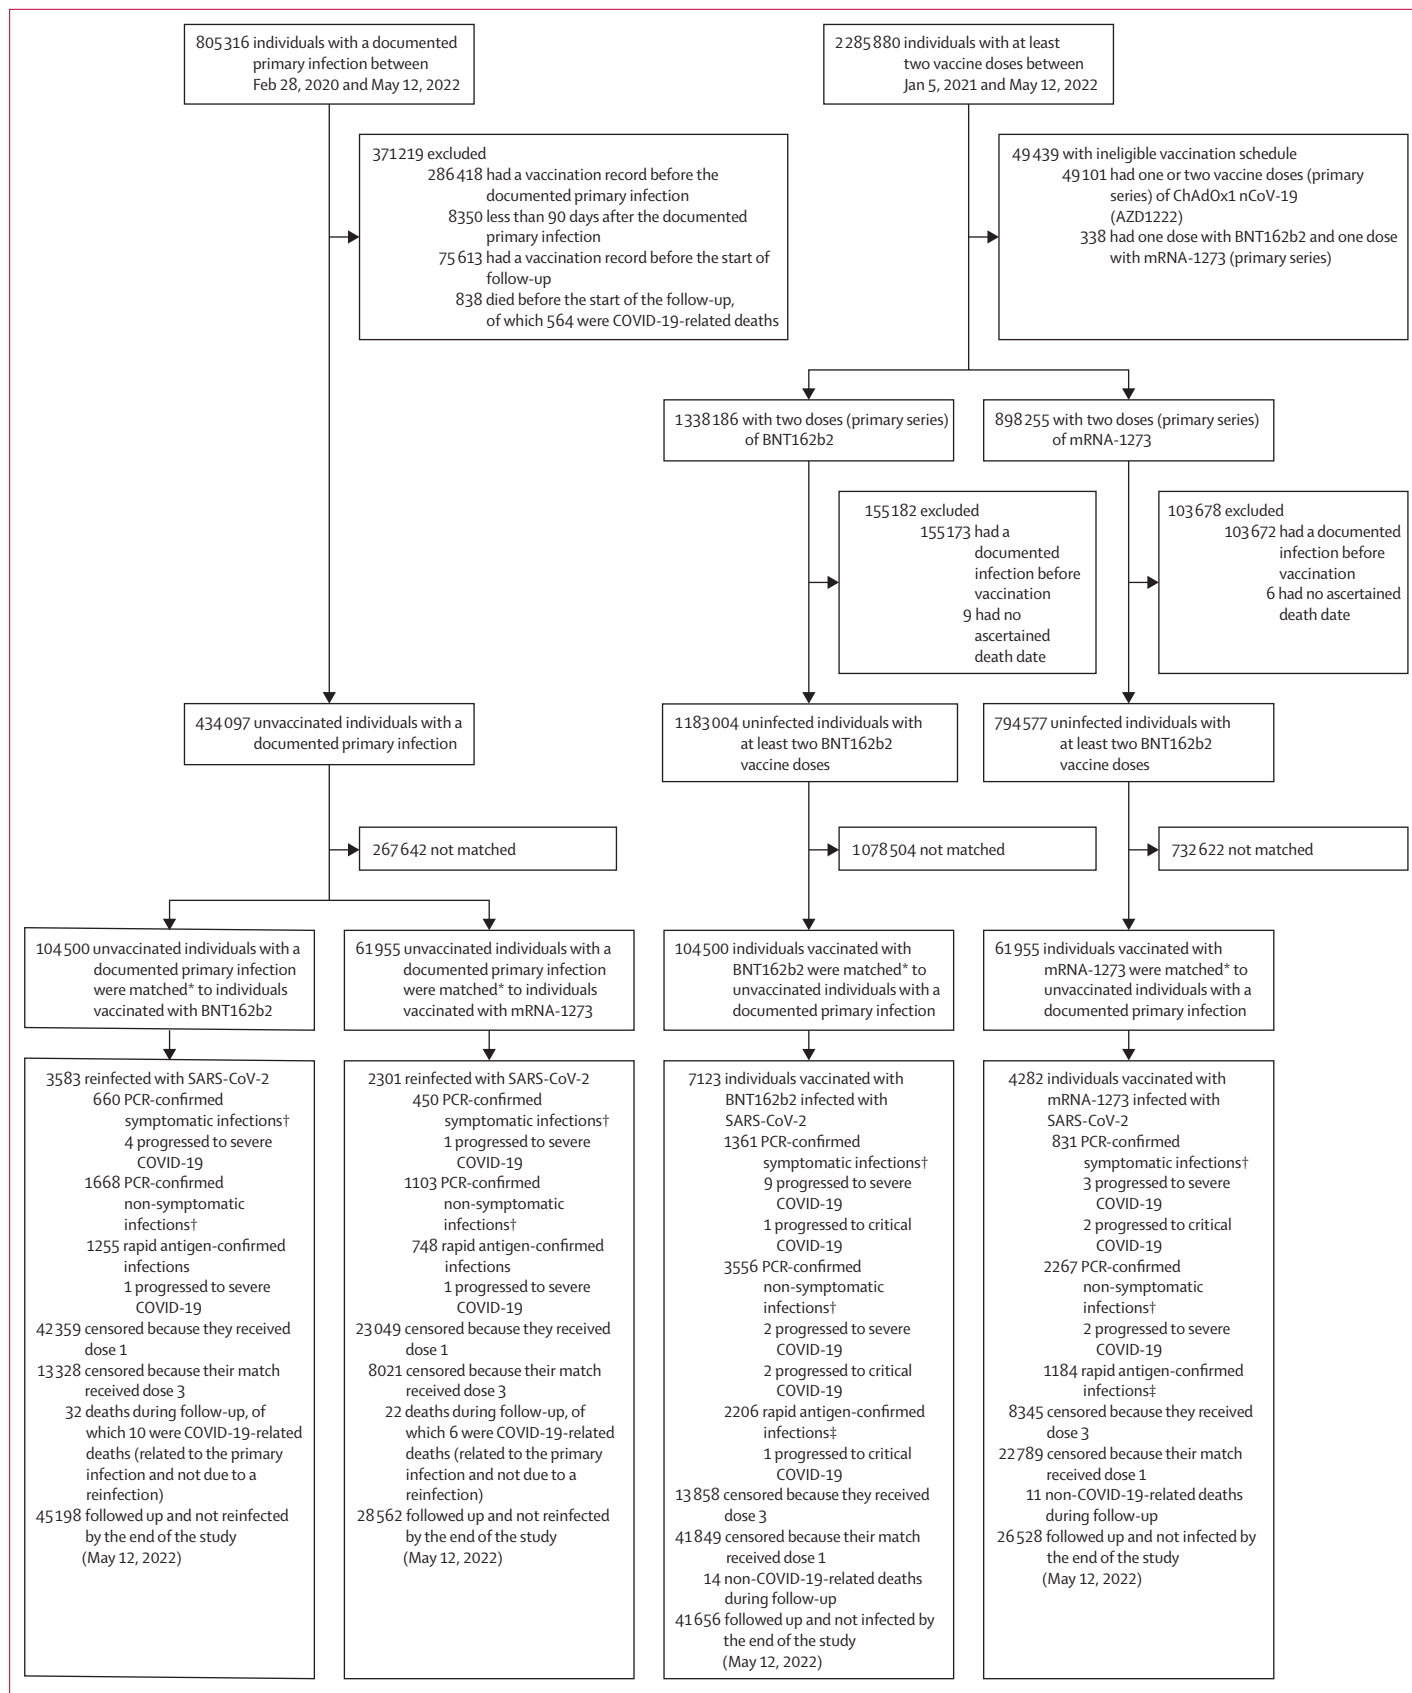 805316 individuals with a documented
primary infection between
Feb 28, 2020 and May 12, 2022
2285880 individuals with at least
two vaccine doses between
Jan 5, 2021 and May 12, 2022
371219 excluded
286418 had a vaccination record before the
documented primary infection
8350 less than 90 days after the documented
primary infection
75613 had a vaccination record before the start of
follow-up
838 died before the start of the follow-up,
of which 564 were COVID-19-related deaths
49439 with ineligible vaccination schedule
49101 had one or two vaccine doses (primary
series) of ChAdOx1 nCoV-19
(AZD1222)
338 had one dose with BNT162b2 and one dose
with mRNA-1273 (primary series)
1338186 with two doses (primary series)
of BNT162b2
898255 with two doses (primary series)
of mRNA-1273
155182 excluded
155173 had a
documented
infection before
vaccination
9 had no
ascertained
death date
103678 excluded
103672 had a documented
infection before
vaccination
6 had no ascertained
death date
434097 unvaccinated individuals with a
documented primary infection
1183004 uninfected individuals with
at least two BNT162b2
vaccine doses
794577 uninfected individuals with
at least two BNT162b2
vaccine doses
267642 not matched
1078504 not matched
732622 not matched
104500 unvaccinated individuals with a
documented primary infection
were matched* to individuals
vaccinated with BNT162b2
61955 unvaccinated individuals with a
documented primary infection
were matched* to individuals
vaccinated with mRNA-1273
104500 individuals vaccinated with
BNT162b2 were matched* to
unvaccinated individuals with a
documented primary infection
61955 individuals vaccinated with
mRNA-1273 were matched* to
unvaccinated individuals with a
documented primary infection
3583 reinfected with SARS-CoV-2
660 PCR-confirmed
symptomatic infections†
4 progressed to severe
COVID-19
1668 PCR-confirmed
non-symptomatic
infections†
1255 rapid antigen-confirmed
infections
1 progressed to severe
COVID-19
42359 censored because they received
dose 1
13328 censored because their match
received dose 3
32 deaths during follow-up, of
which 10 were COVID-19-related
deaths (related to the primary
infection and not due to a
reinfection)
45198 followed up and not reinfected
by the end of the study
(May 12, 2022)
2301 reinfected with SARS-CoV-2
450 PCR-confirmed
symptomatic infections†
1 progressed to severe
COVID-19
1103 PCR-confirmed
non-symptomatic
infections†
748 rapid antigen-confirmed
infections
1 progressed to severe
COVID-19
23049 censored because they received
dose 1
8021 censored because their match
received dose 3
22 deaths during follow-up, of
which 6 were COVID-19-related
deaths (related to the primary
infection and not due to a
reinfection)
28562 followed up and not reinfected
by the end of the study
(May 12, 2022)
7123 individuals vaccinated with
BNT162b2 infected with
SARS-CoV-2
1361 PCR-confirmed
symptomatic infections†
9 progressed to severe
COVID-19
1 progressed to critical
COVID-19
3556 PCR-confirmed
non-symptomatic
infections†
2 progressed to severe
COVID-19
2 progressed to critical
COVID-19
2206 rapid antigen-confirmed
infections‡
1 progressed to critical
COVID-19
13858 censored because they received
dose 3
41849 censored because their match
received dose 1
14 non-COVID-19-related deaths
during follow-up
41656 followed up and not infected by
the end of the study
(May 12, 2022)
4282 individuals vaccinated with
mRNA-1273 infected with
SARS-CoV-2
831 PCR-confirmed
symptomatic infections†
3 progressed to severe
COVID-19
2 progressed to critical
COVID-19
2267 PCR-confirmed
non-symptomatic
infections†
2 progressed to severe
COVID-19
1184 rapid antigen-confirmed
infections‡
8345 censored because they received
dose 3
22789 censored because their match
received dose 1
11 non-COVID-19-related deaths
during follow-up
26528 followed up and not infected by
the end of the study
(May 12, 2022)